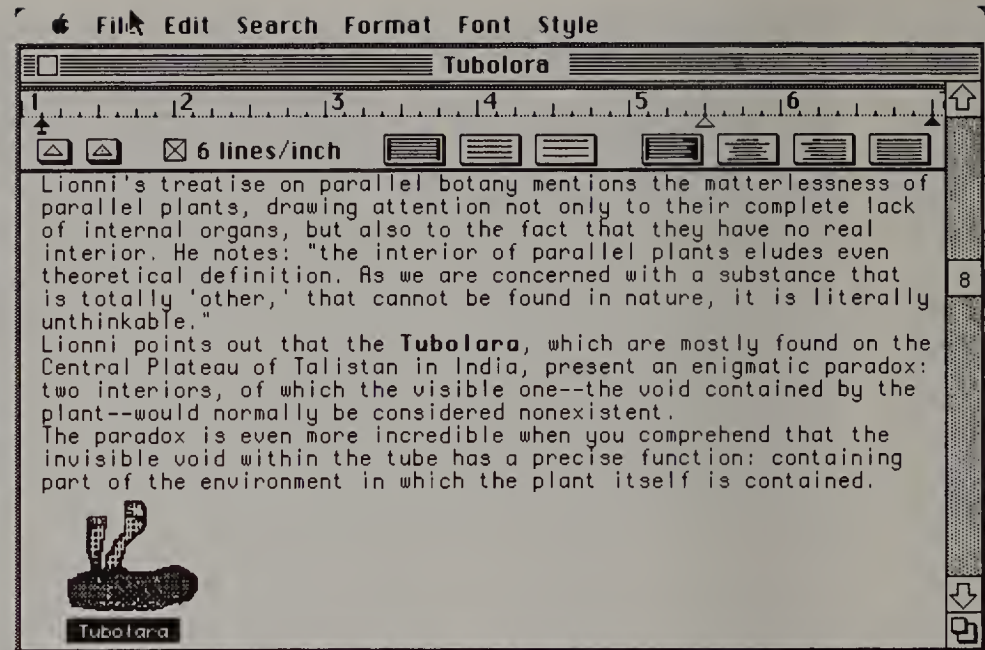 File Edit Search Format Font Style
Tubolora
1 2 3 4 5 6
6 lines/inch
Lionni's treatise on parallel botany mentions the matterlessness of
parallel plants, drawing attention not only to their complete lack
of internal organs, but also to the fact that they have no real
interior. He notes: "the interior of parallel plants eludes even
theoretical definition. As we are concerned with a substance that
is totally 'other,' that cannot be found in nature, it is literally
unthinkable."
Lionni points out that the Tubolara, which are mostly found on the
Central Plateau of Talistan in India, present an enigmatic paradox:
two interiors, of which the visible one--the void contained by the
plant--would normally be considered nonexistent.
The paradox is even more incredible when you comprehend that the
invisible void within the tube has a precise function: containing
part of the environment in which the plant itself is contained.
8
Tubolara